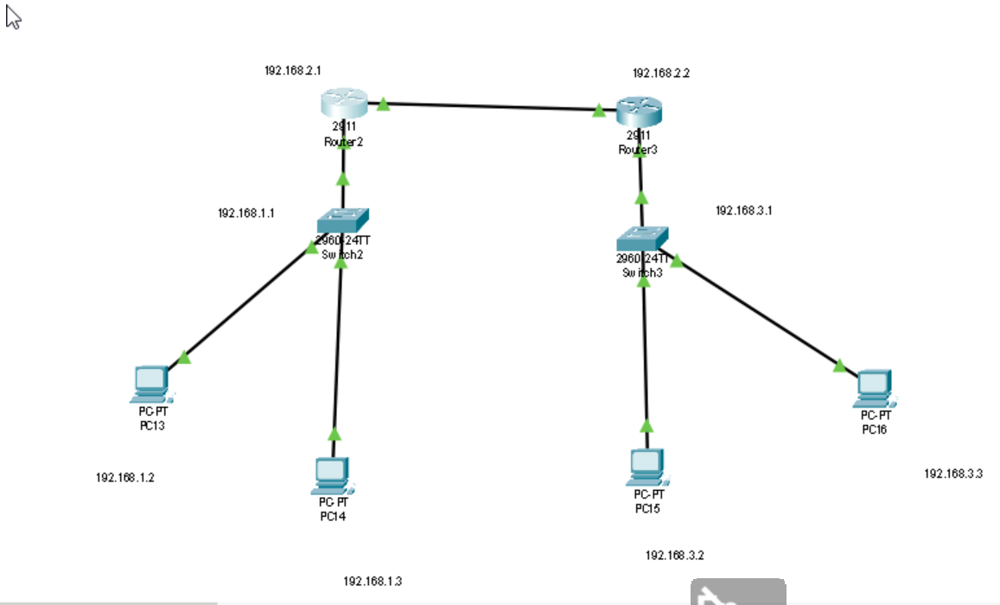 192.168.2.1
192.168.2.2
2911
Router2
2911
Router3
192.168.1.1
192.168.3.1
2960-24TT
Switch2
2960-24TT
Switch3
PC-PT
PC13
PC-PT
PC16
192.168.1.2
192.168.3.3
PC-PT
PC14
PC-PT
PC15
192.168.3.2
192.168.1.3